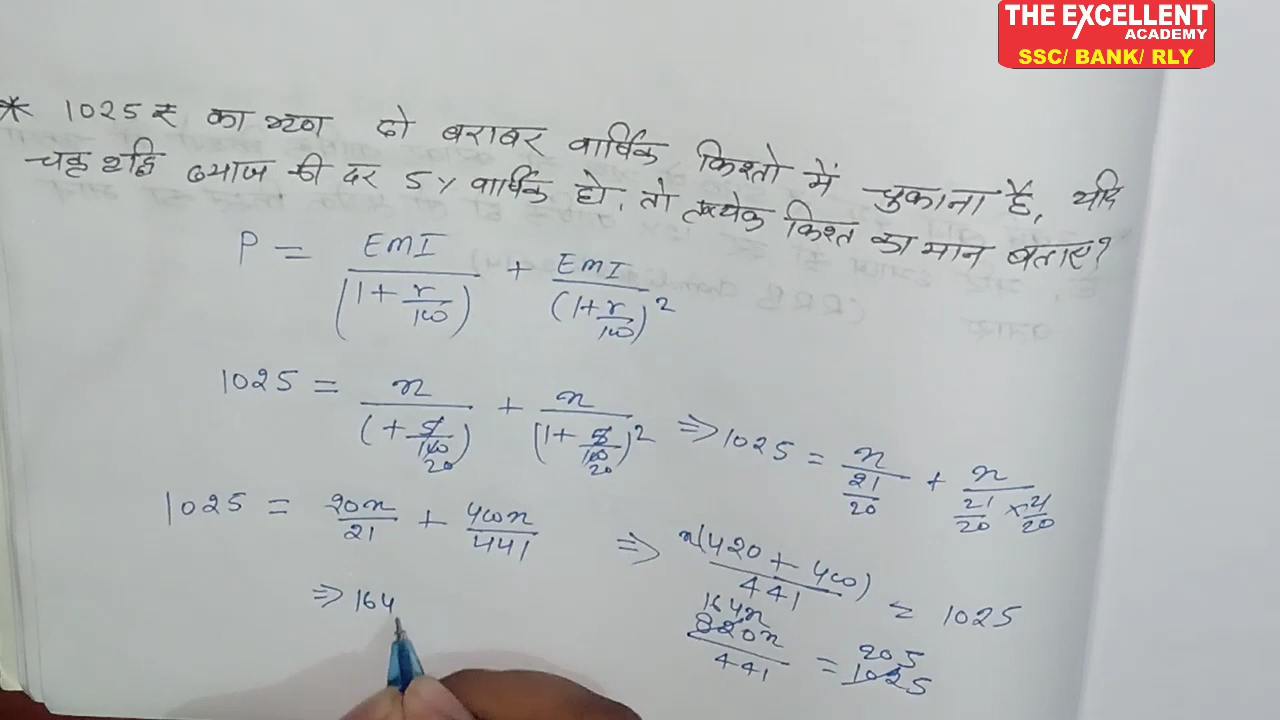 THE EXCELLENT
ACADEMY
SSC/ BANK/ RLY
* 1025 ₹ का ऋण दो बराबर वार्षिक किश्तो में चुकाना है, यदि
चक्रवृद्धि ब्याज की दर 5% वार्षिक हो, तो प्रत्येक किश्त का मान बताए?
P = EMI/(1+r/100) + EMI/(1+r/100)²
1025 = x/(+5/100 20) + x/(1+5/100 20)² ⇒ 1025 = x/(21/20) + x/(21/20 × 21/20)
1025 = 20x/21 + 400x/441 ⇒ x(420+400)/441 = 1025
164x 820x/441 = 205 1025
⇒ 164